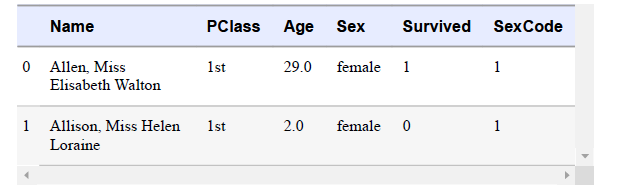 Name PClass Age Sex Survived SexCode
0 Allen, Miss 1st 29.0 female 1 1
Elisabeth Walton
1 Allison, Miss Helen 1st 2.0 female 0 1
Loraine